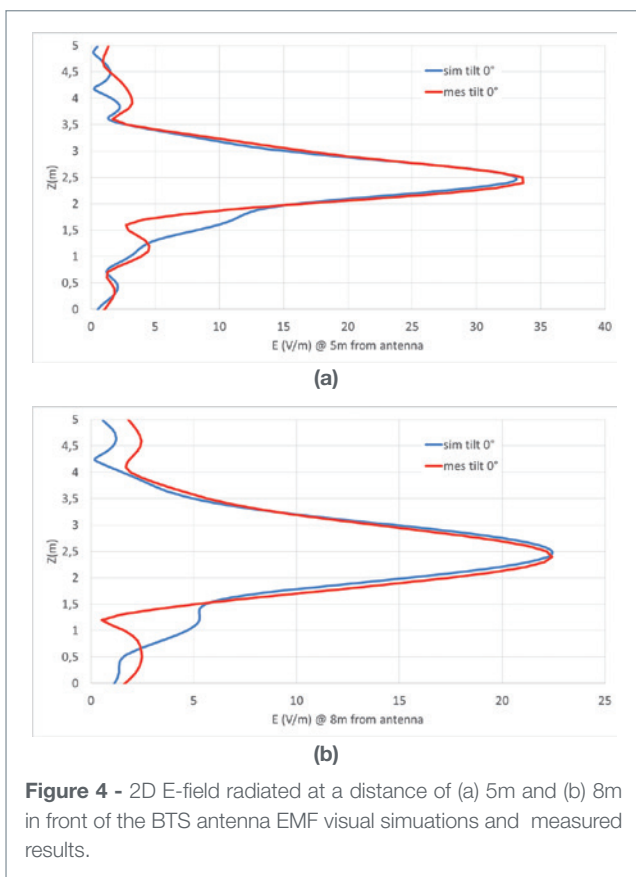 5
4,5
4
3,5
3
2,5
2
1,5
1
0,5
0
Z(m)
sim tilt 0°
mes tilt 0°
0 5 10 15 20 25 30 35 40
E (V/m) @ 5m from antenna
(a)
5
4,5
4
3,5
3
2,5
2
1,5
1
0,5
0
Z(m)
sim tilt 0°
mes tilt 0°
0 5 10 15 20 25
E (V/m) @ 8m from antenna
(b)
Figure 4 - 2D E-field radiated at a distance of (a) 5m and (b) 8m
in front of the BTS antenna EMF visual simuations and measured
results.